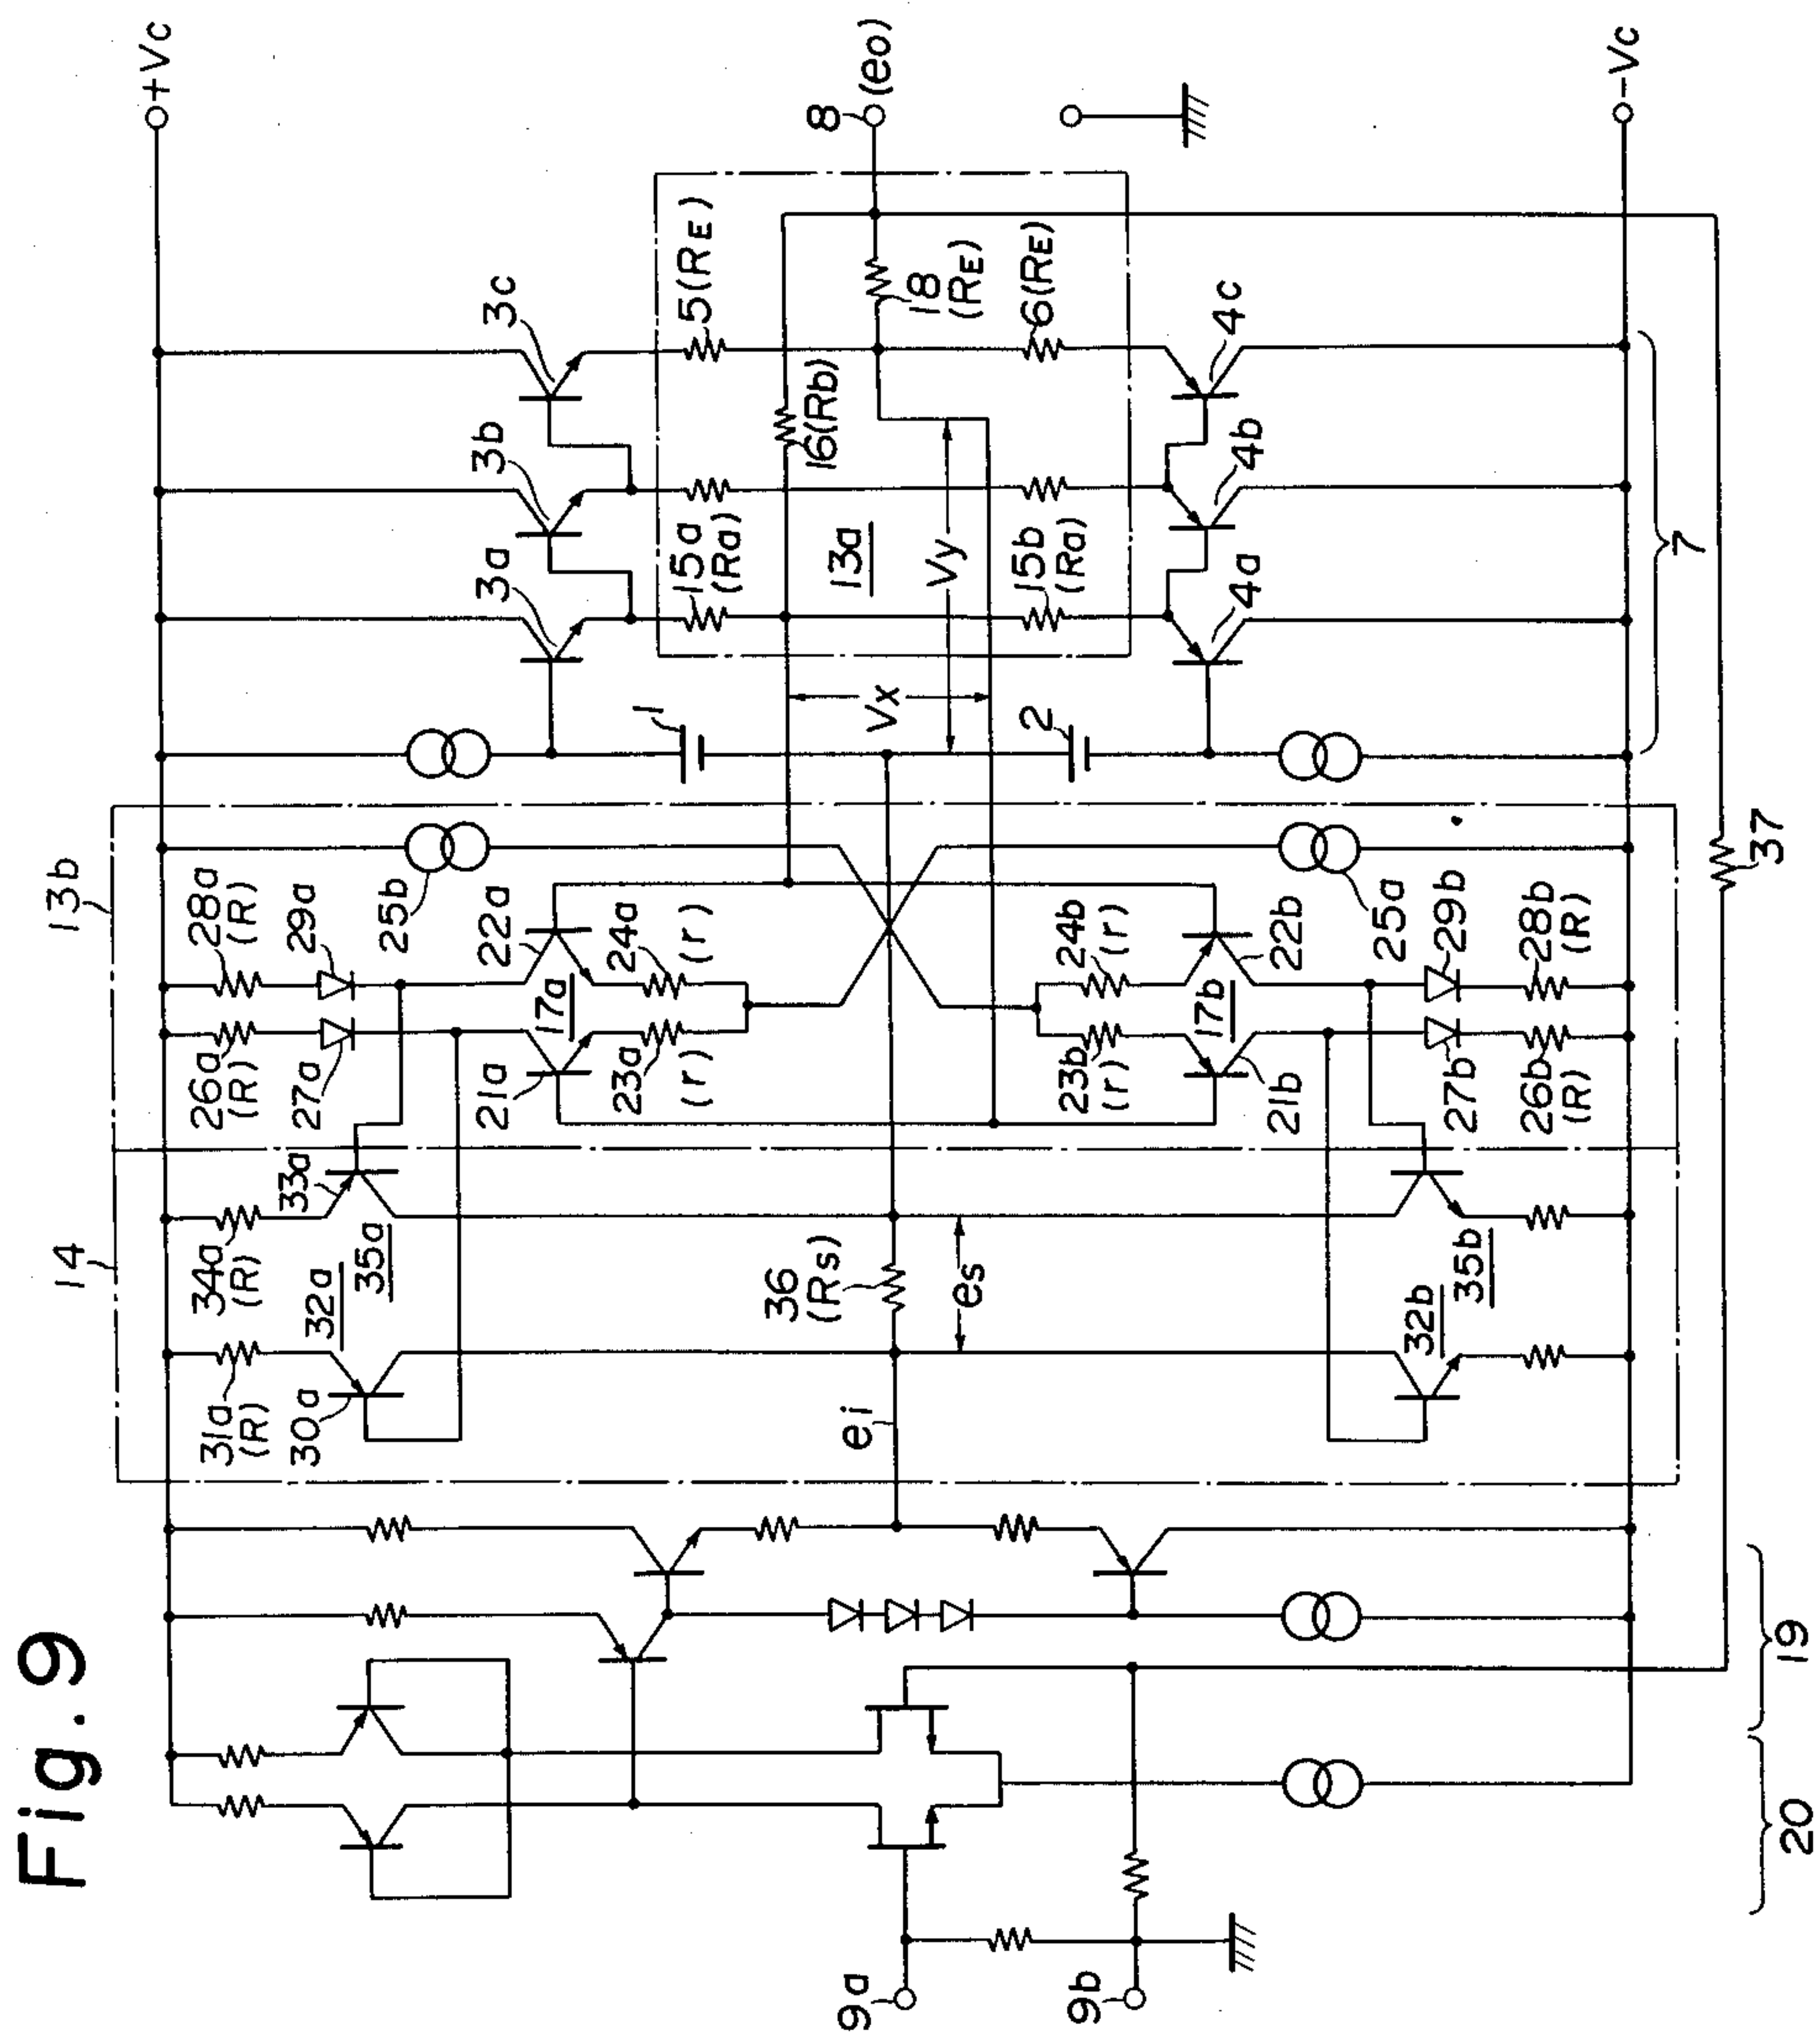 Fig. 9
+Vc
-Vc
8
(eo)
3c
3b
3a
5(RE)
18
(RE)
6(RE)
16(Rb)
15a
(Ra)
13a
15b
(Ra)
Vy
Vx
4c
4b
4a
7
1
2
13b
28a
(R)
29a
25b
22a
24a
(r)
26a
(R)
27a
17a
21a
23a
(r)
24b
(r)
22b
25a
29b
28b
(R)
23b
(r)
17b
21b
27b
26b
(R)
37
14
33a
34a
(R)
35a
32a
31a
(R)
30a
36
(Rs)
es
ei
35b
32b
19
20
9a
9b